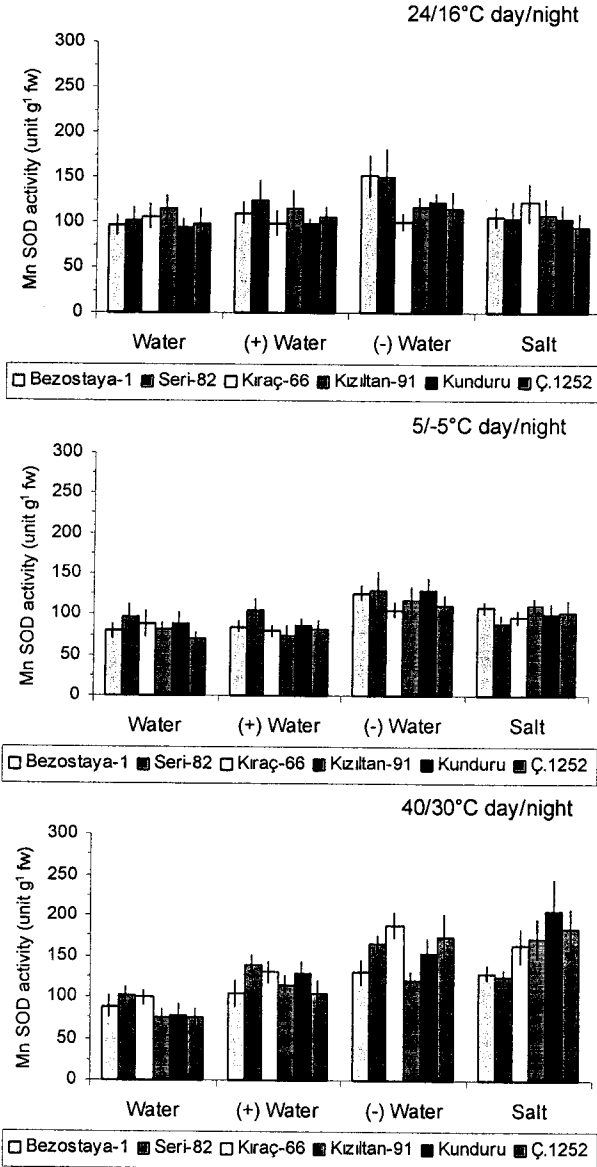 24/16°C day/night
300
250
200
150
100
50
0
Mn SOD activity (unit g¹ fw)
Water (+) Water (-) Water Salt
Bezostaya-1 Seri-82 Kıraç-66 Kızıltan-91 Kunduru Ç.1252
5/-5°C day/night
300
250
200
150
100
50
0
Mn SOD activity (unit g¹ fw)
Water (+) Water (-) Water Salt
Bezostaya-1 Seri-82 Kıraç-66 Kızıltan-91 Kunduru Ç.1252
40/30°C day/night
300
250
200
150
100
50
0
Mn SOD activity (unit g¹ fw)
Water (+) Water (-) Water Salt
Bezostaya-1 Seri-82 Kıraç-66 Kızıltan-91 Kunduru Ç.1252